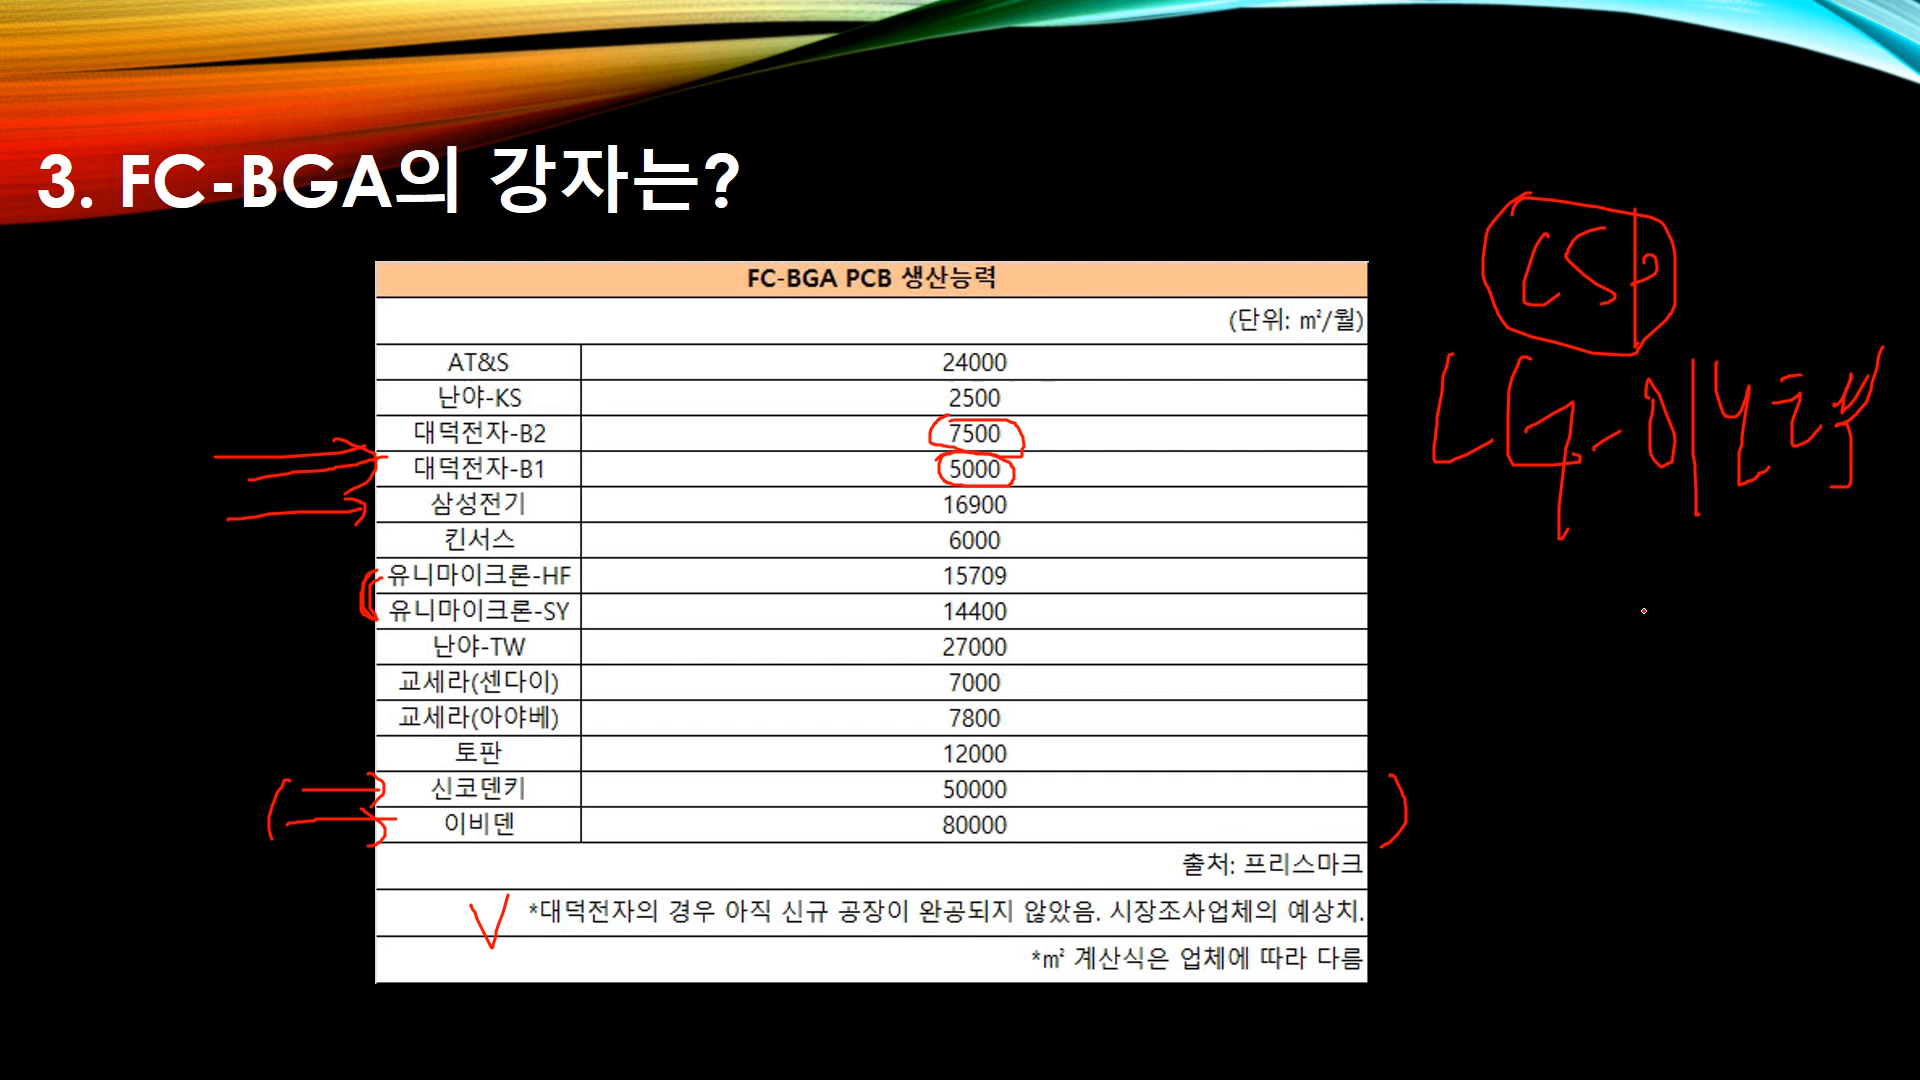 3. FC-BGA의 강자는?
FC-BGA PCB 생산능력
(단위: ㎡/월)
AT&S 24000
난야-KS 2500
대덕전자-B2 7500
대덕전자-B1 5000
삼성전기 16900
킨서스 6000
유니마이크론-HF 15709
유니마이크론-SY 14400
난야-TW 27000
교세라(센다이) 7000
교세라(아야베) 7800
토판 12000
신코덴키 50000
이비덴 80000
출처: 프리스마크
*대덕전자의 경우 아직 신규 공장이 완공되지 않았음. 시장조사업체의 예상치.
*㎡ 계산식은 업체에 따라 다름
CSP
LG-이노텍